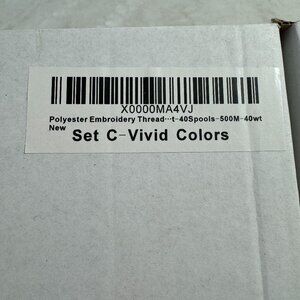 X0000MA4VJ
Polyester Embroidery Thread···t-40Spools-500M-40wt
New
Set C-Vivid Colors